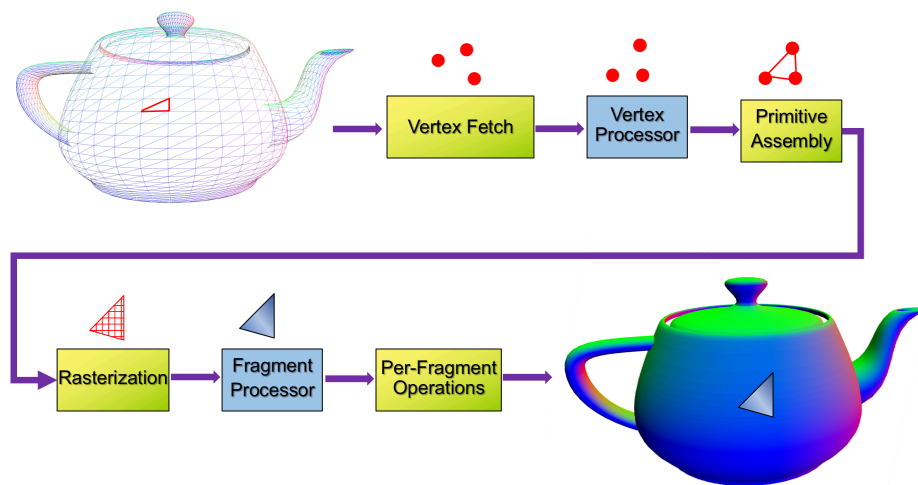 Vertex Fetch
Vertex
Processor
Primitive
Assembly
Rasterization
Fragment
Processor
Per-Fragment
Operations